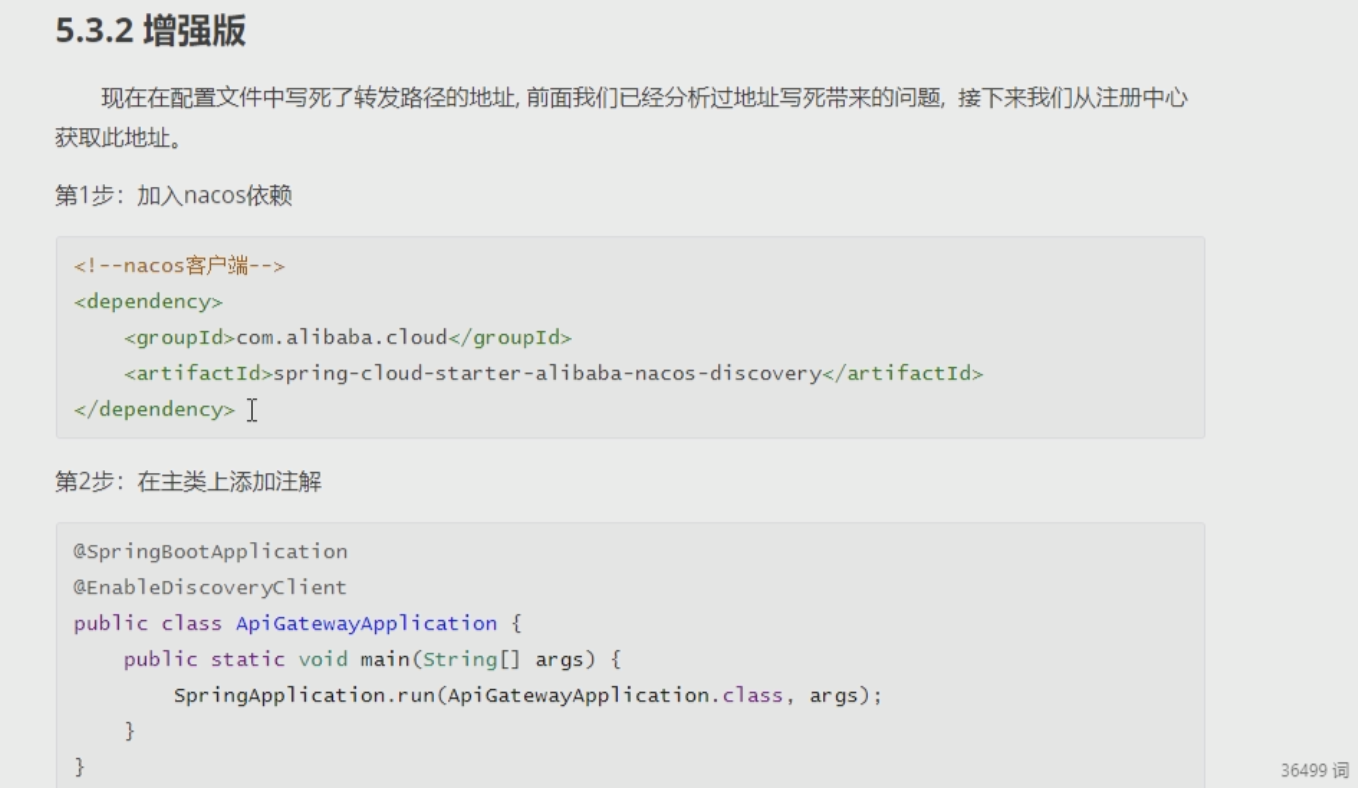 5.3.2 增强版
现在在配置文件中写死了转发路径的地址, 前面我们已经分析过地址写死带来的问题, 接下来我们从注册中心
获取此地址。
第1步：加入nacos依赖
<!--nacos客户端-->
<dependency>
    <groupId>com.alibaba.cloud</groupId>
    <artifactId>spring-cloud-starter-alibaba-nacos-discovery</artifactId>
</dependency>
第2步：在主类上添加注解
@SpringBootApplication
@EnableDiscoveryClient
public class ApiGatewayApplication {
    public static void main(String[] args) {
        SpringApplication.run(ApiGatewayApplication.class, args);
    }
}
36499 词